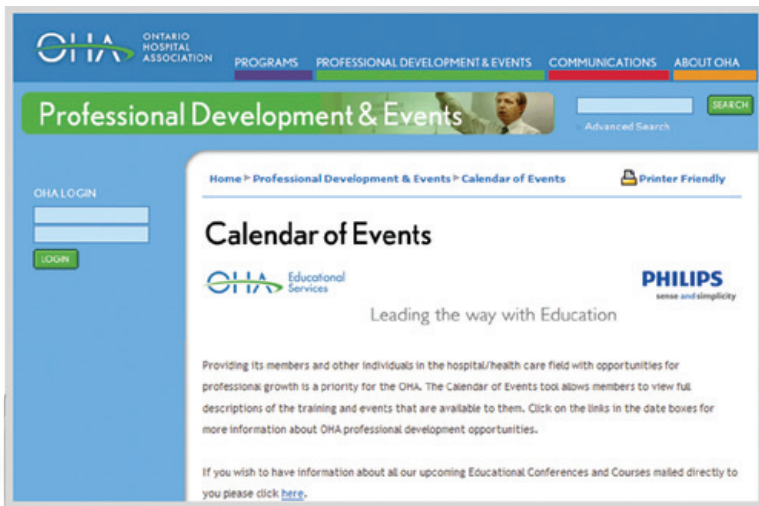 OHA ONTARIO
HOSPITAL
ASSOCIATION
PROGRAMS PROFESSIONAL DEVELOPMENT & EVENTS COMMUNICATIONS ABOUT OHA
Professional Development & Events
SEARCH
Advanced Search
Home Professional Development & Events Calendar of Events Printer Friendly
OHA LOGIN
LOGIN
Calendar of Events
OHA Educational
Services
PHILIPS
sense and simplicity
Leading the way with Education
Providing its members and other individuals in the hospital/health care field with opportunities for
professional growth is a priority for the OHA. The Calendar of Events tool allows members to view full
descriptions of the training and events that are available to them. Click on the links in the date boxes for
more information about OHA professional development opportunities.
If you wish to have information about all our upcoming Educational Conferences and Courses mailed directly to
you please click here.